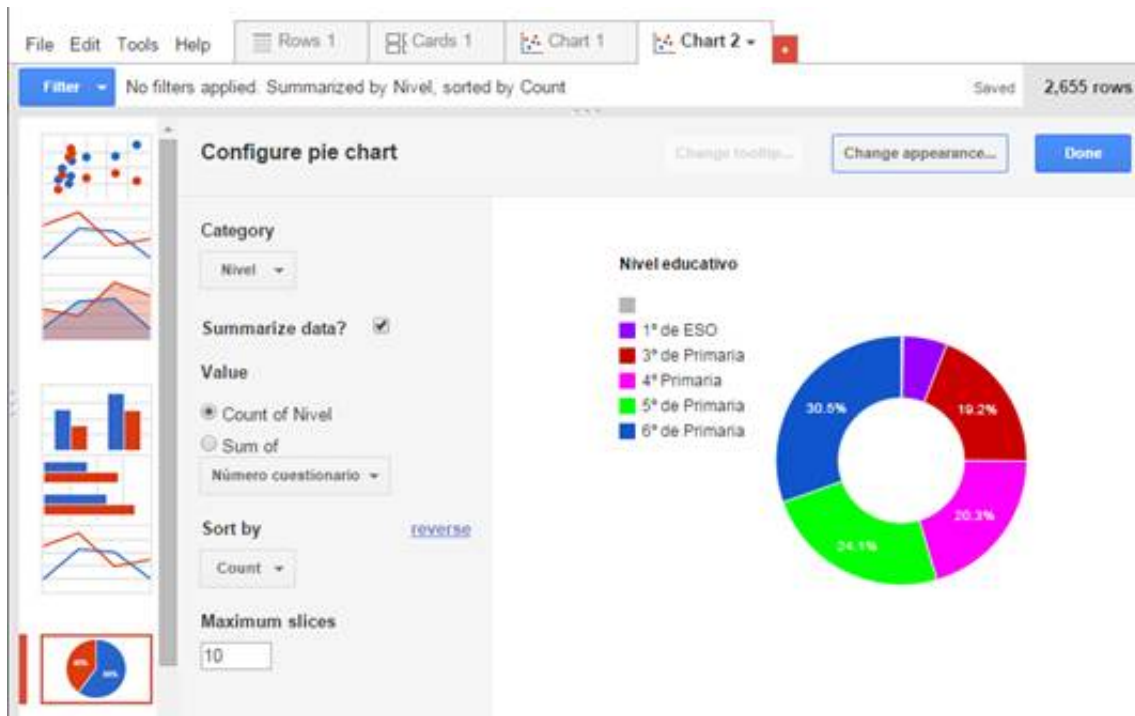 File Edit Tools Help Rows 1 Cards 1 Chart 1 Chart 2
Filter No filters applied. Summarized by Nivel, sorted by Count Saved 2,655 rows
Configure pie chart Change tooltip... Change appearance... Done
Category
Nivel
Summarize data?
Value
Count of Nivel
Sum of
Número cuestionario
Sort by reverse
Count
Maximum slices
10
Nivel educativo
1º de ESO
3º de Primaria
4º Primaria
5º de Primaria
6º de Primaria
30.5%
19.2%
20.3%
24.1%